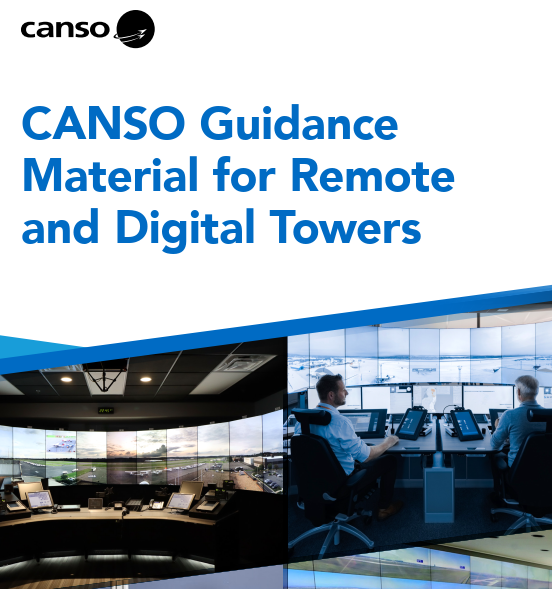 canso
CANSO Guidance
Material for Remote
and Digital Towers